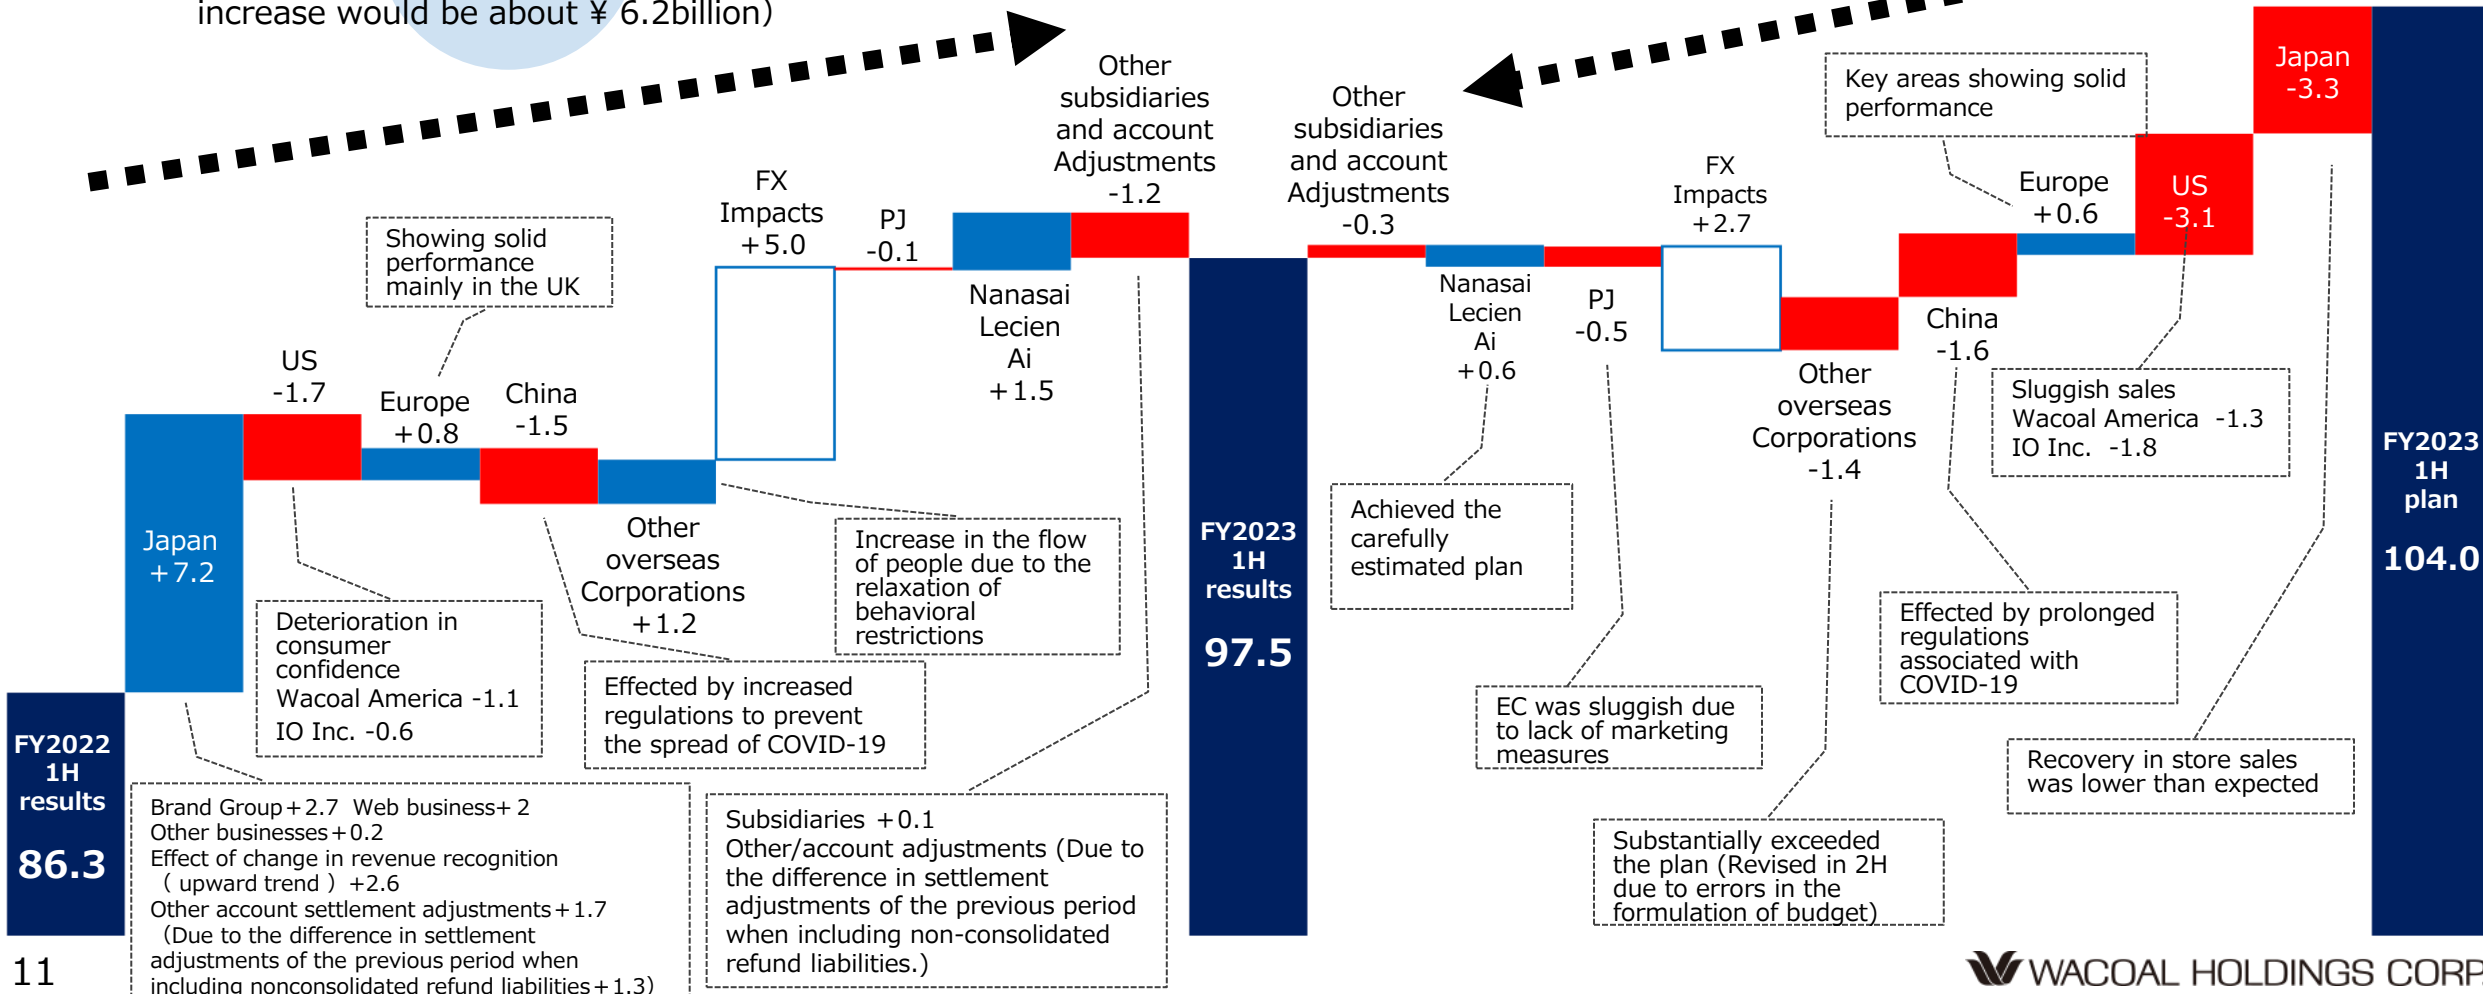 increase would be about ¥ 6.2billion）
Other
subsidiaries
and account
Adjustments
-1.2
FX
Impacts
+5.0
PJ
-0.1
Showing solid
performance
mainly in the UK
US
-1.7
Europe
+0.8
China
-1.5
Nanasai
Lecien
Ai
+1.5
Japan
+7.2
Other
overseas
Corporations
+1.2
Increase in the flow
of people due to the
relaxation of
behavioral
restrictions
Deterioration in
consumer
confidence
Wacoal America -1.1
IO Inc. -0.6
Effected by increased
regulations to prevent
the spread of COVID-19
FY2022
1H
results
86.3
Brand Group+2.7 Web business+2
Other businesses+0.2
Effect of change in revenue recognition
（ upward trend ） +2.6
Other account settlement adjustments+1.7
（Due to the difference in settlement
adjustments of the previous period when
including nonconsolidated refund liabilities+1.3）
Subsidiaries +0.1
Other/account adjustments (Due to
the difference in settlement
adjustments of the previous period
when including non-consolidated
refund liabilities.)
FY2023
1H
results
97.5
Other
subsidiaries
and account
Adjustments
-0.3
Nanasai
Lecien
Ai
+0.6
PJ
-0.5
FX
Impacts
+2.7
Other
overseas
Corporations
-1.4
China
-1.6
Europe
+0.6
US
-3.1
Japan
-3.3
Key areas showing solid
performance
Sluggish sales
Wacoal America -1.3
IO Inc. -1.8
Achieved the
carefully
estimated plan
EC was sluggish due
to lack of marketing
measures
Effected by prolonged
regulations
associated with
COVID-19
Recovery in store sales
was lower than expected
Substantially exceeded
the plan (Revised in 2H
due to errors in the
formulation of budget)
FY2023
1H
plan
104.0
11
WACOAL HOLDINGS CORP.